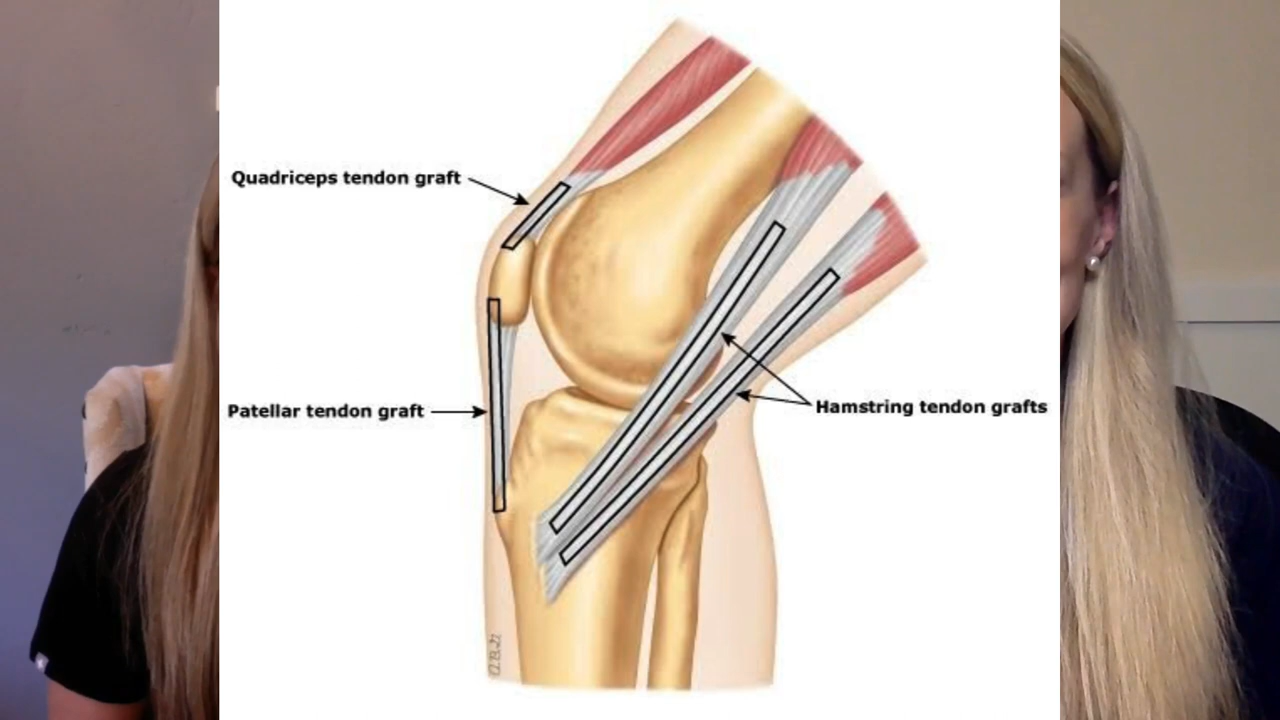 Quadriceps tendon graft
Patellar tendon graft
Hamstring tendon grafts